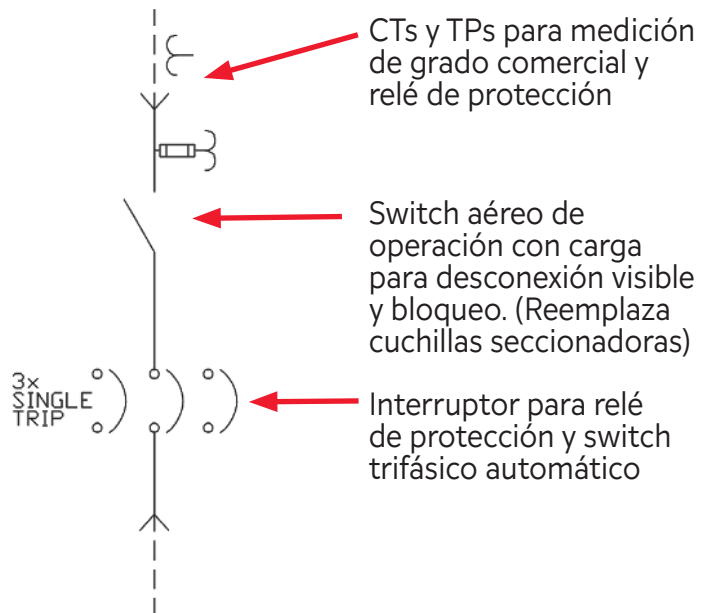 CTs y TPs para medición
de grado comercial y
relé de protección
Switch aéreo de
operación con carga
para desconexión visible
y bloqueo. (Reemplaza
cuchillas seccionadoras)
3x
SINGLE
TRIP
Interruptor para relé
de protección y switch
trifásico automático